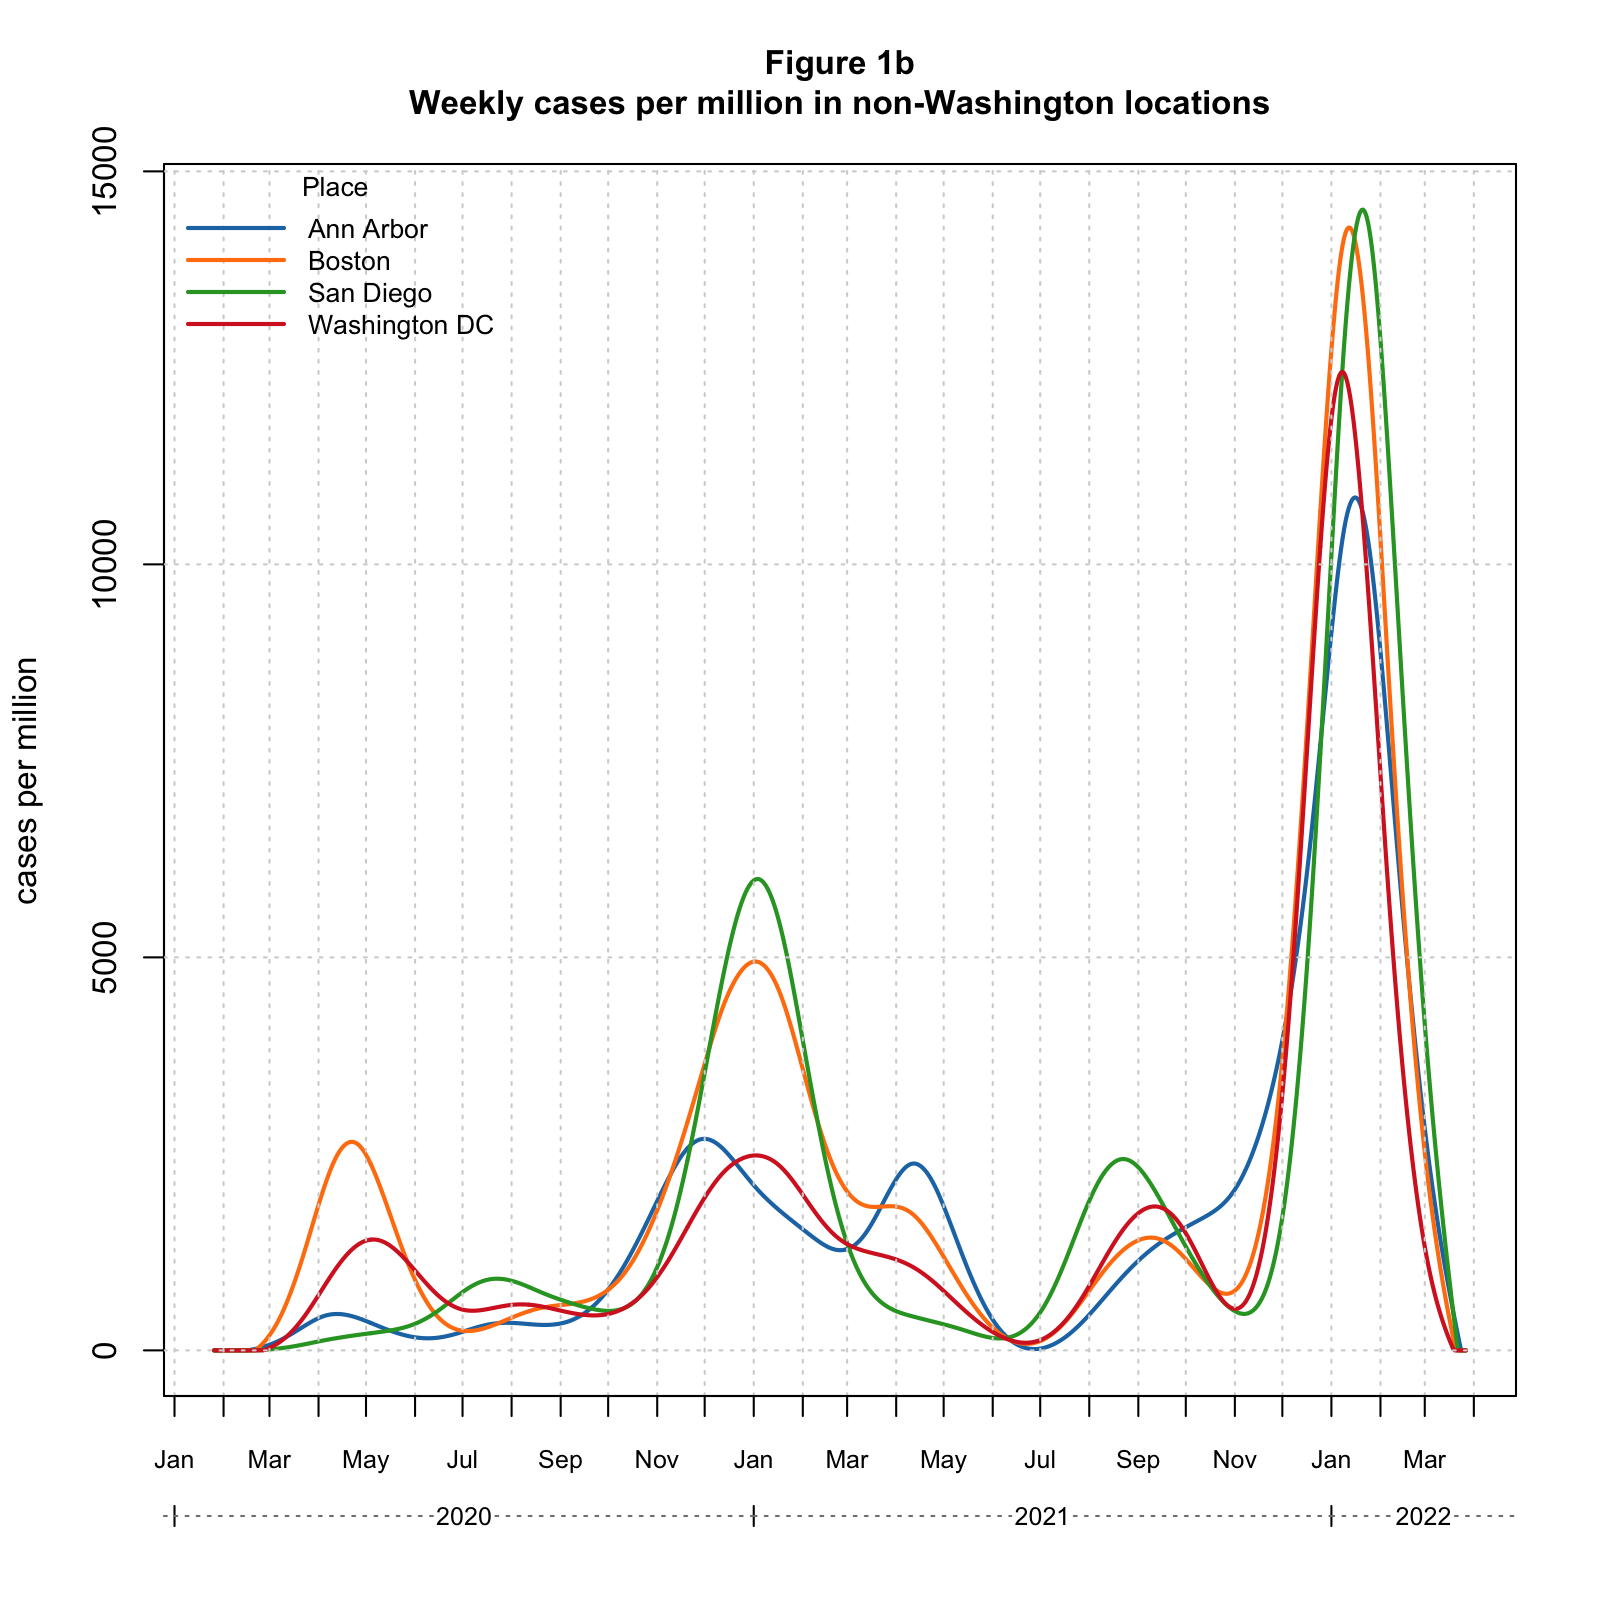 Figure 1b
Weekly cases per million in non-Washington locations
15000
10000
5000
0
cases per million
Place
Ann Arbor
Boston
San Diego
Washington DC
Jan Mar May Jul Sep Nov Jan Mar May Jul Sep Nov Jan Mar
2020 2021 2022